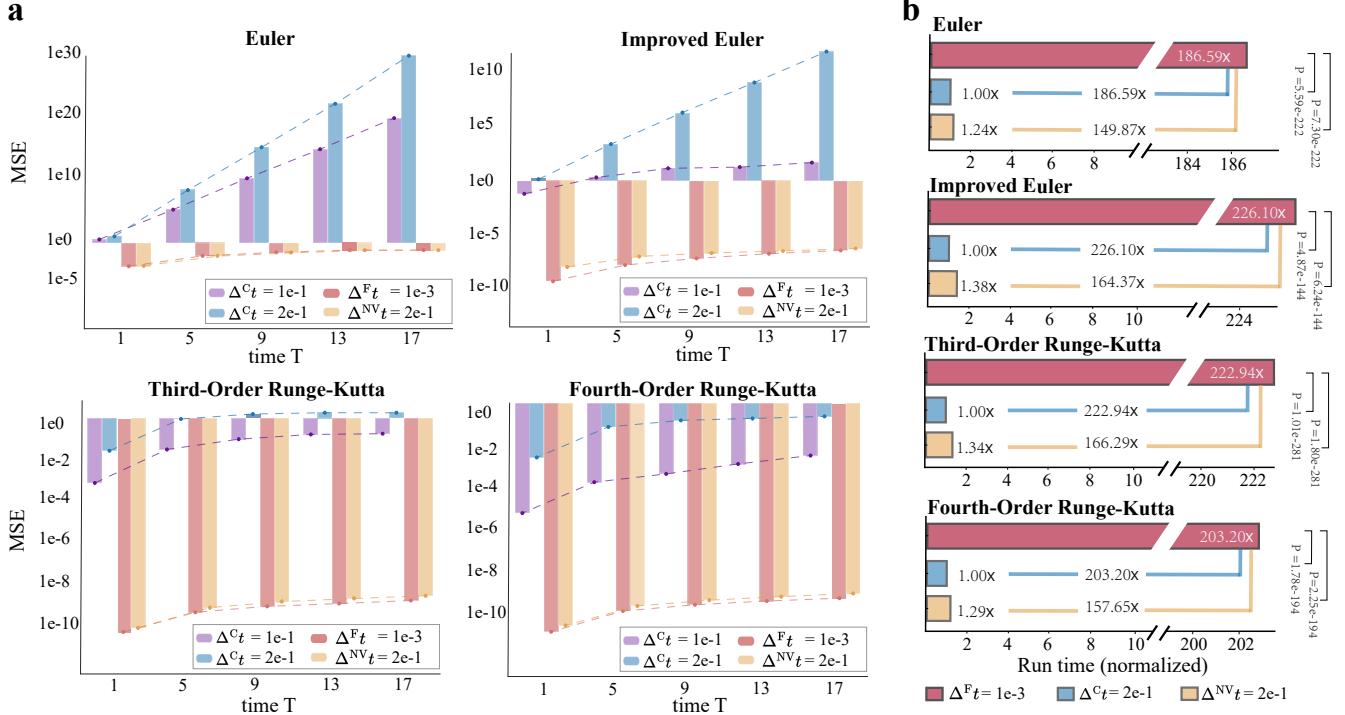 a
Euler
MSE
1e30
1e20
1e10
1e0
1e-5
Δᶜt = 1e-1
Δᶠt = 1e-3
Δᶜt = 2e-1
Δᴺⱽt = 2e-1
1 5 9 13 17
time T
Improved Euler
1e10
1e5
1e0
1e-5
1e-10
Δᶜt = 1e-1
Δᶠt = 1e-3
Δᶜt = 2e-1
Δᴺⱽt = 2e-1
1 5 9 13 17
time T
Third-Order Runge-Kutta
MSE
1e0
1e-2
1e-4
1e-6
1e-8
1e-10
Δᶜt = 1e-1
Δᶠt = 1e-3
Δᶜt = 2e-1
Δᴺⱽt = 2e-1
1 5 9 13 17
time T
Fourth-Order Runge-Kutta
1e0
1e-2
1e-4
1e-6
1e-8
1e-10
Δᶜt = 1e-1
Δᶠt = 1e-3
Δᶜt = 2e-1
Δᴺⱽt = 2e-1
1 5 9 13 17
time T
b
Euler
186.59x
1.00x 186.59x
1.24x 149.87x
2 4 6 8 184 186
P =5.59e-222
P =7.30e-222
Improved Euler
226.10x
1.00x 226.10x
1.38x 164.37x
2 4 6 8 10 224
P =4.87e-144
P =6.24e-144
Third-Order Runge-Kutta
222.94x
1.00x 222.94x
1.34x 166.29x
2 4 6 8 10 220 222
P =1.01e-281
P =1.80e-281
Fourth-Order Runge-Kutta
203.20x
1.00x 203.20x
1.29x 157.65x
2 4 6 8 10 200 202
P =1.78e-194
P=2.25e-194
Run time (normalized)
Δᶠt = 1e-3 Δᶜt = 2e-1 Δᴺⱽt = 2e-1